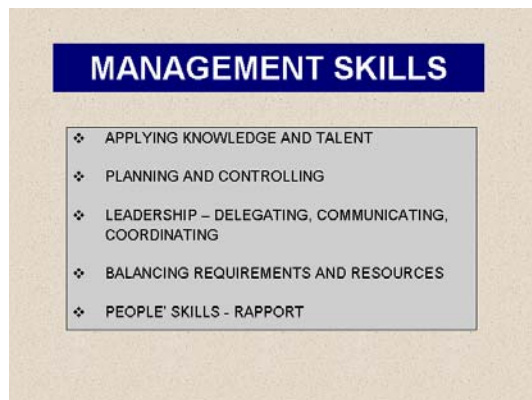 MANAGEMENT SKILLS
❖ APPLYING KNOWLEDGE AND TALENT
❖ PLANNING AND CONTROLLING
❖ LEADERSHIP – DELEGATING, COMMUNICATING,
COORDINATING
❖ BALANCING REQUIREMENTS AND RESOURCES
❖ PEOPLE' SKILLS - RAPPORT